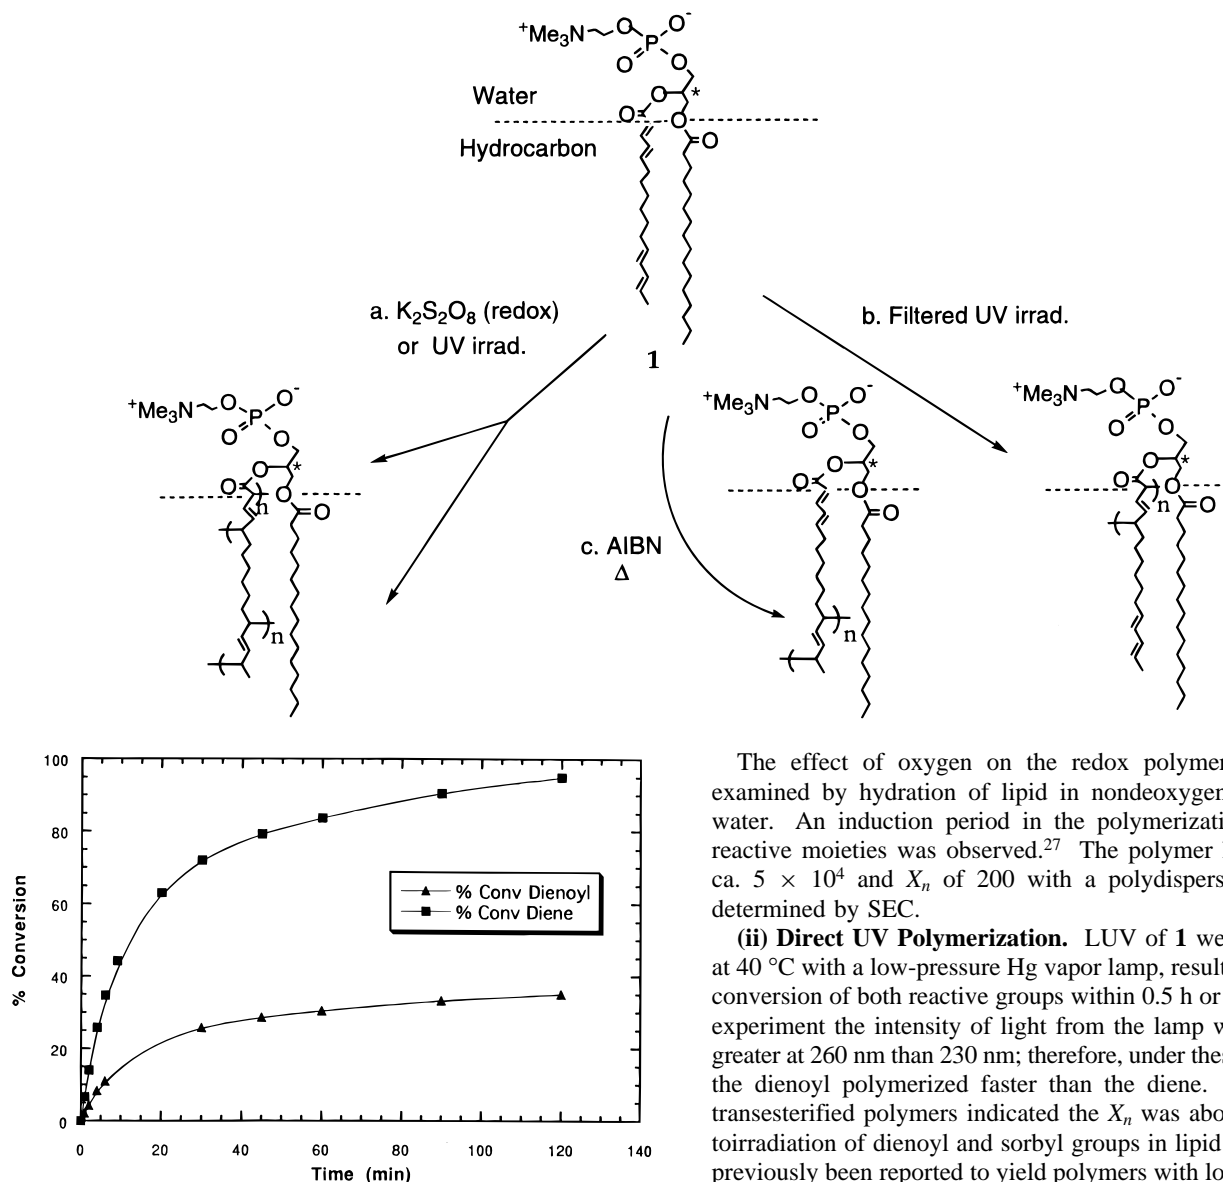 +Me3N
O
O-
P
O
O
O
*
Water
O
O
Hydrocarbon
O
a. K2S2O8 (redox)
or UV irrad.
b. Filtered UV irrad.
1
+Me3N
O
O-
P
O
O
O
*
O
O
n
O
n
c. AIBN
Δ
+Me3N
O
O-
P
O
O
O
*
O
O
O
n
+Me3N
O
O-
P
O
O
O
*
O
O
n
O
100
80
60
40
20
0
% Conversion
% Conv Dienoyl
% Conv Diene
0 20 40 60 80 100 120 140
Time (min)
The effect of oxygen on the redox polymer
examined by hydration of lipid in nondeoxygen
water. An induction period in the polymerizati
reactive moieties was observed.27 The polymer
ca. 5 × 10^4 and Xn of 200 with a polydispers
determined by SEC.
(ii) Direct UV Polymerization. LUV of 1 we
at 40 °C with a low-pressure Hg vapor lamp, result
conversion of both reactive groups within 0.5 h or
experiment the intensity of light from the lamp w
greater at 260 nm than 230 nm; therefore, under thes
the dienoyl polymerized faster than the diene.
transesterified polymers indicated the Xn was abo
toirradiation of dienoyl and sorbyl groups in lipid
previously been reported to yield polymers with lo